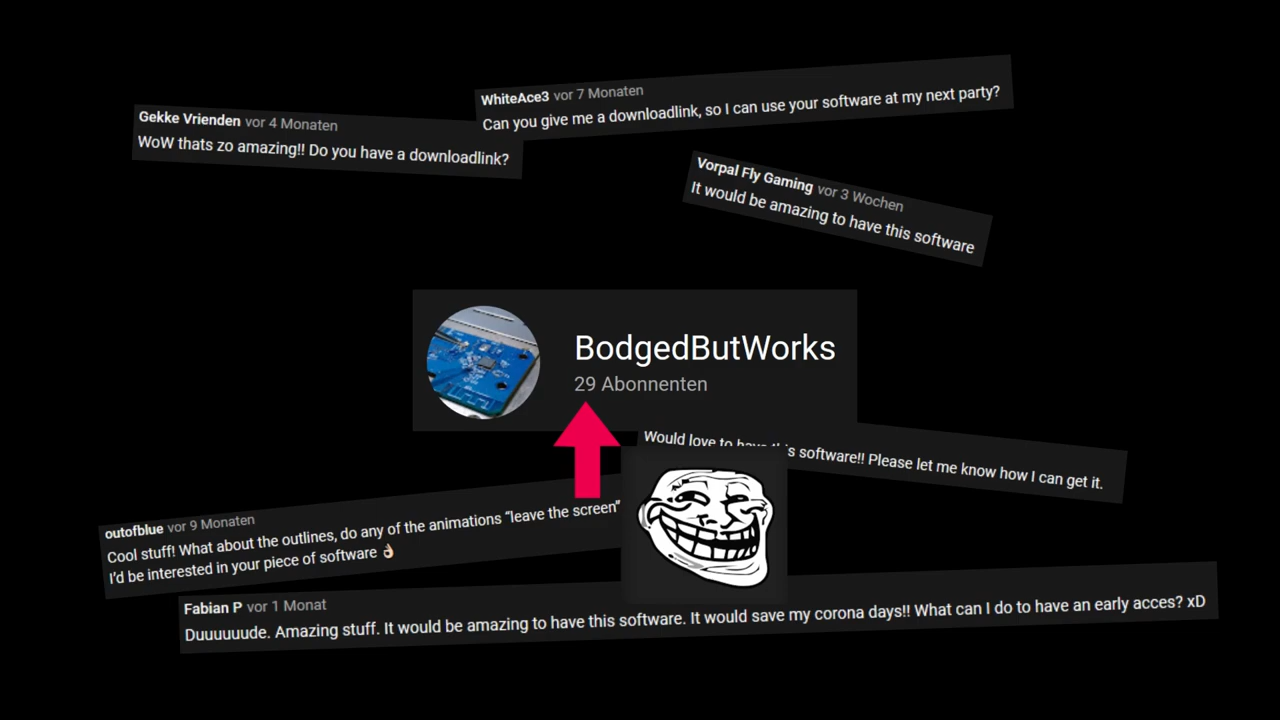 WhiteAce3 vor 7 Monaten
Can you give me a downloadlink, so I can use your software at my next party?
Gekke Vrienden vor 4 Monaten
WoW thats zo amazing!! Do you have a downloadlink?
Vorpal Fly Gaming vor 3 Wochen
It would be amazing to have this software
BodgedButWorks
29 Abonnenten
Would love to have this software!! Please let me know how I can get it.
outofblue vor 9 Monaten
Cool stuff! What about the outlines, do any of the animations “leave the screen”
I'd be interested in your piece of software 👌🏻
Fabian P vor 1 Monat
Duuuuuude. Amazing stuff. It would be amazing to have this software. It would save my corona days!! What can I do to have an early acces? xD